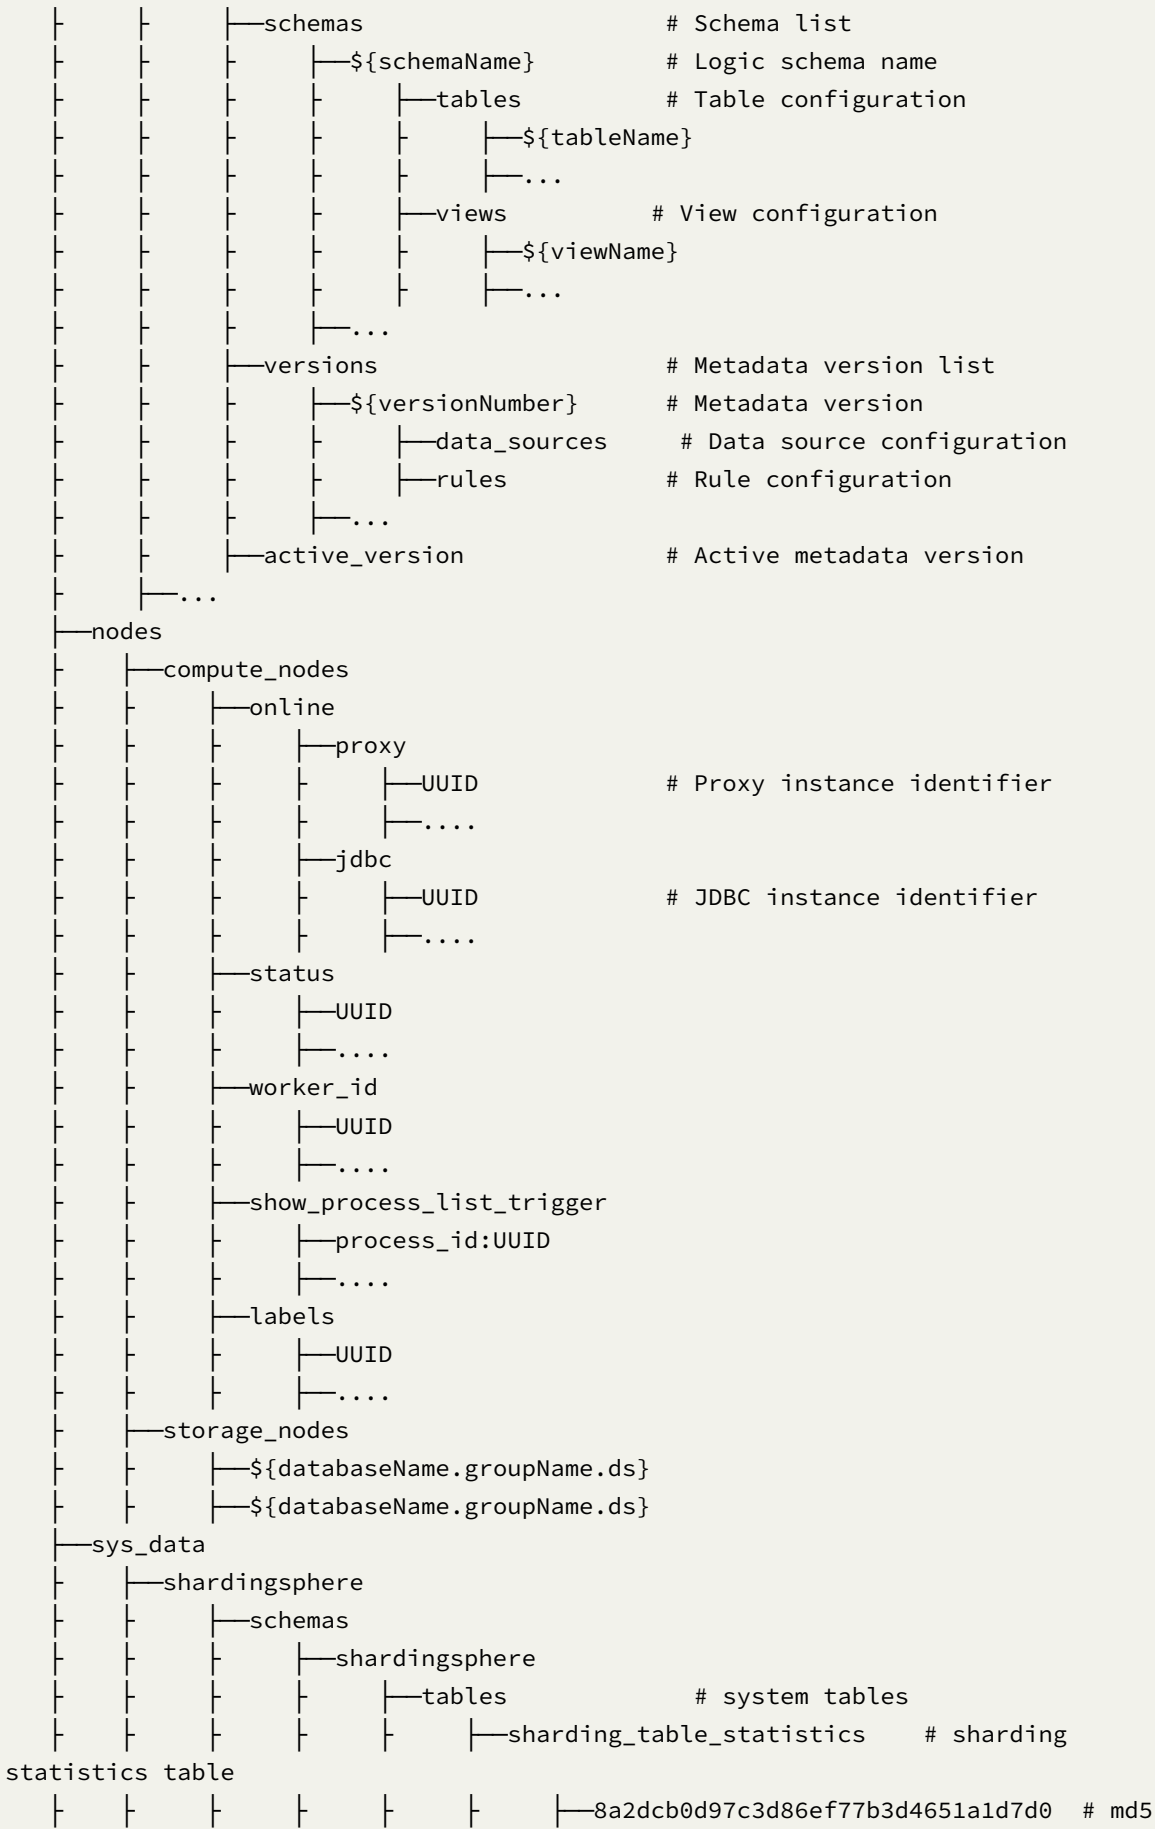 ├ ├ ├──schemas # Schema list
├ ├ ├ ├──${schemaName} # Logic schema name
├ ├ ├ ├ ├──tables # Table configuration
├ ├ ├ ├ ├ ├──${tableName}
├ ├ ├ ├ ├ ├──...
├ ├ ├ ├ ├──views # View configuration
├ ├ ├ ├ ├ ├──${viewName}
├ ├ ├ ├ ├ ├──...
├ ├ ├ ├──...
├ ├ ├──versions # Metadata version list
├ ├ ├ ├──${versionNumber} # Metadata version
├ ├ ├ ├ ├──data_sources # Data source configuration
├ ├ ├ ├ ├──rules # Rule configuration
├ ├ ├ ├──...
├ ├ ├──active_version # Active metadata version
├ ├──...
├──nodes
├ ├──compute_nodes
├ ├ ├──online
├ ├ ├ ├──proxy
├ ├ ├ ├ ├──UUID # Proxy instance identifier
├ ├ ├ ├ ├──....
├ ├ ├ ├──jdbc
├ ├ ├ ├ ├──UUID # JDBC instance identifier
├ ├ ├ ├ ├──....
├ ├ ├──status
├ ├ ├ ├──UUID
├ ├ ├ ├──....
├ ├ ├──worker_id
├ ├ ├ ├──UUID
├ ├ ├ ├──....
├ ├ ├──show_process_list_trigger
├ ├ ├ ├──process_id:UUID
├ ├ ├ ├──....
├ ├ ├──labels
├ ├ ├ ├──UUID
├ ├ ├ ├──....
├ ├──storage_nodes
├ ├ ├──${databaseName.groupName.ds}
├ ├ ├──${databaseName.groupName.ds}
├──sys_data
├ ├──shardingsphere
├ ├ ├──schemas
├ ├ ├ ├──shardingsphere
├ ├ ├ ├ ├──tables # system tables
├ ├ ├ ├ ├ ├──sharding_table_statistics # sharding
statistics table
├ ├ ├ ├ ├ ├ ├──8a2dcb0d97c3d86ef77b3d4651a1d7d0 # md5